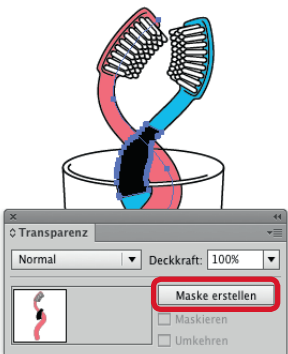 Transparenz
Normal Deckkraft: 100%
Maske erstellen
Maskieren
Umkehren